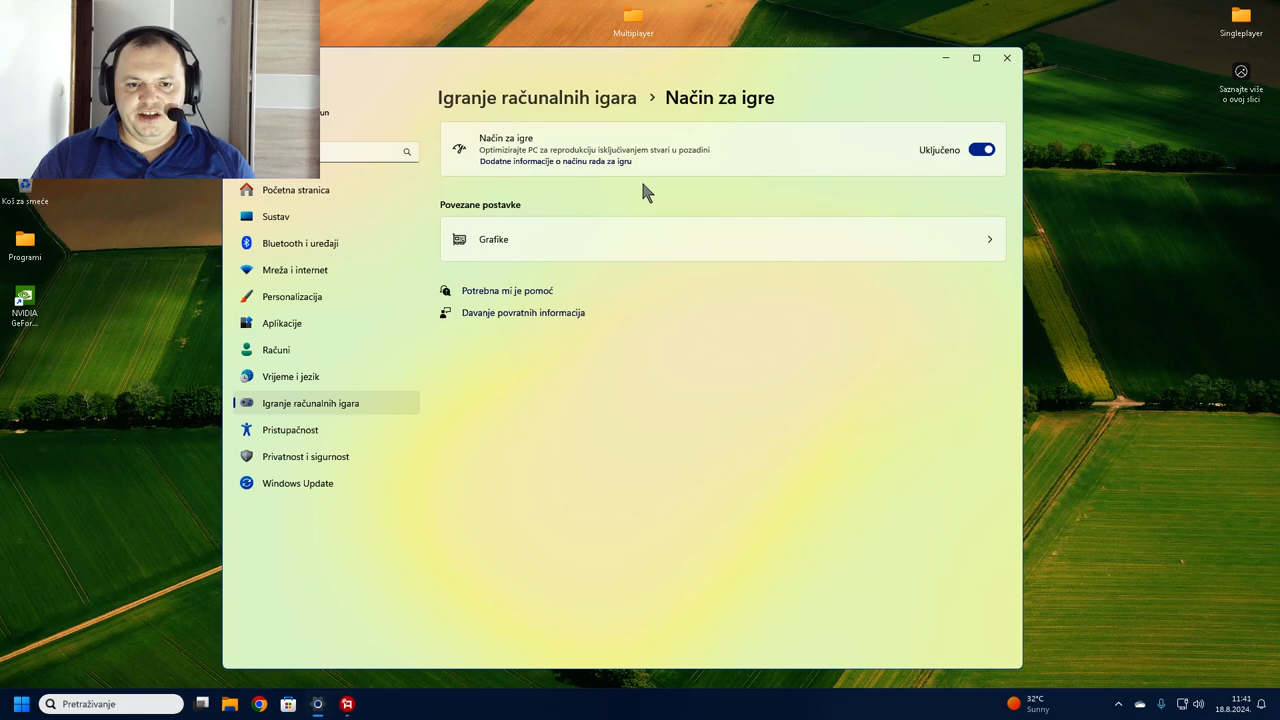 Multiplayer
Singleplayer
Saznajte više
o ovoj slici
Koš za smeće
Programi
NVIDIA
GeFor...
un
Igranje računalnih igara > Način za igre
Način za igre
Optimizirajte PC za reprodukciju isključivanjem stvari u pozadini
Dodatne informacije o načinu rada za igru
Uključeno
Povezane postavke
Grafike
Potrebna mi je pomoć
Davanje povratnih informacija
Početna stranica
Sustav
Bluetooth i uređaji
Mreža i internet
Personalizacija
Aplikacije
Računi
Vrijeme i jezik
Igranje računalnih igara
Pristupačnost
Privatnost i sigurnost
Windows Update
Pretraživanje
32°C
Sunny
11:41
18.8.2024.